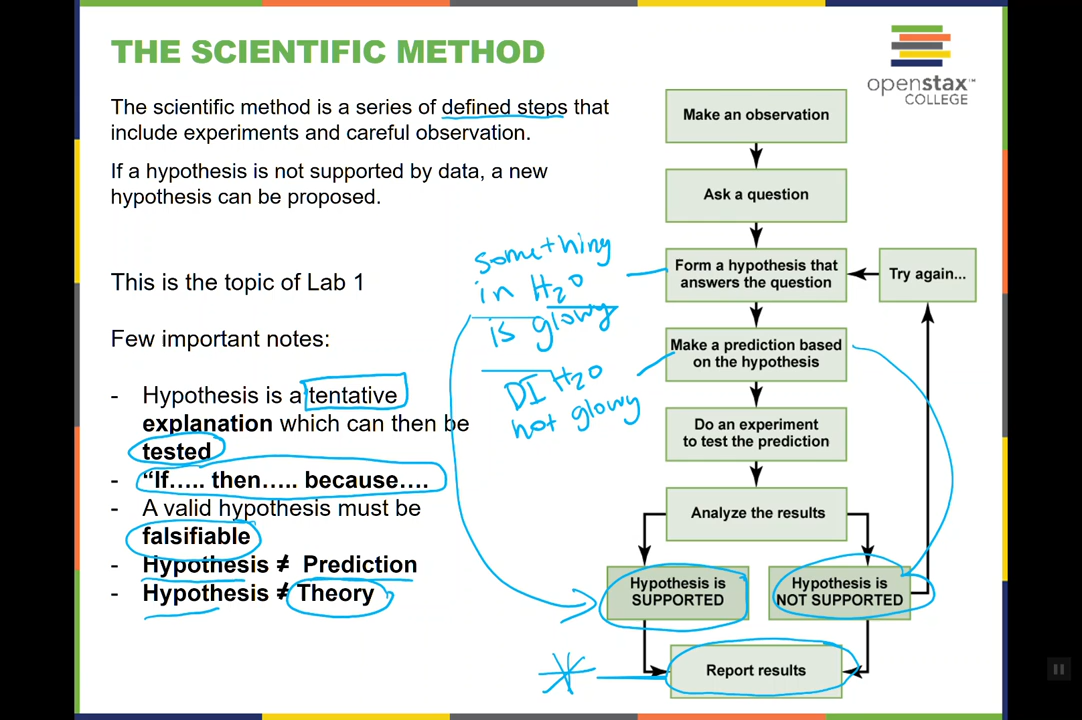 THE SCIENTIFIC METHOD
openstax™
COLLEGE
The scientific method is a series of defined steps that
include experiments and careful observation.
If a hypothesis is not supported by data, a new
hypothesis can be proposed.
This is the topic of Lab 1
Few important notes:
- Hypothesis is a tentative
explanation which can then be
tested
- “If..... then..... because....
- A valid hypothesis must be
falsifiable
- Hypothesis ≠ Prediction
- Hypothesis ≠ Theory
something
in H2O
is glowy
DI H2O
not glowy
Make an observation
Ask a question
Form a hypothesis that
answers the question
Try again...
Make a prediction based
on the hypothesis
Do an experiment
to test the prediction
Analyze the results
Hypothesis is
SUPPORTED
Hypothesis is
NOT SUPPORTED
Report results